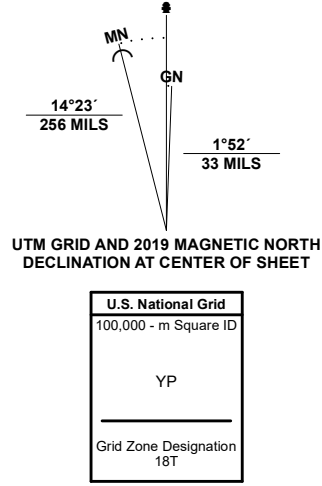 MN
GN
14°23´
256 MILS
1°52´
33 MILS
UTM GRID AND 2019 MAGNETIC NORTH
DECLINATION AT CENTER OF SHEET
U.S. National Grid
100,000 - m Square ID
YP
Grid Zone Designation
18T